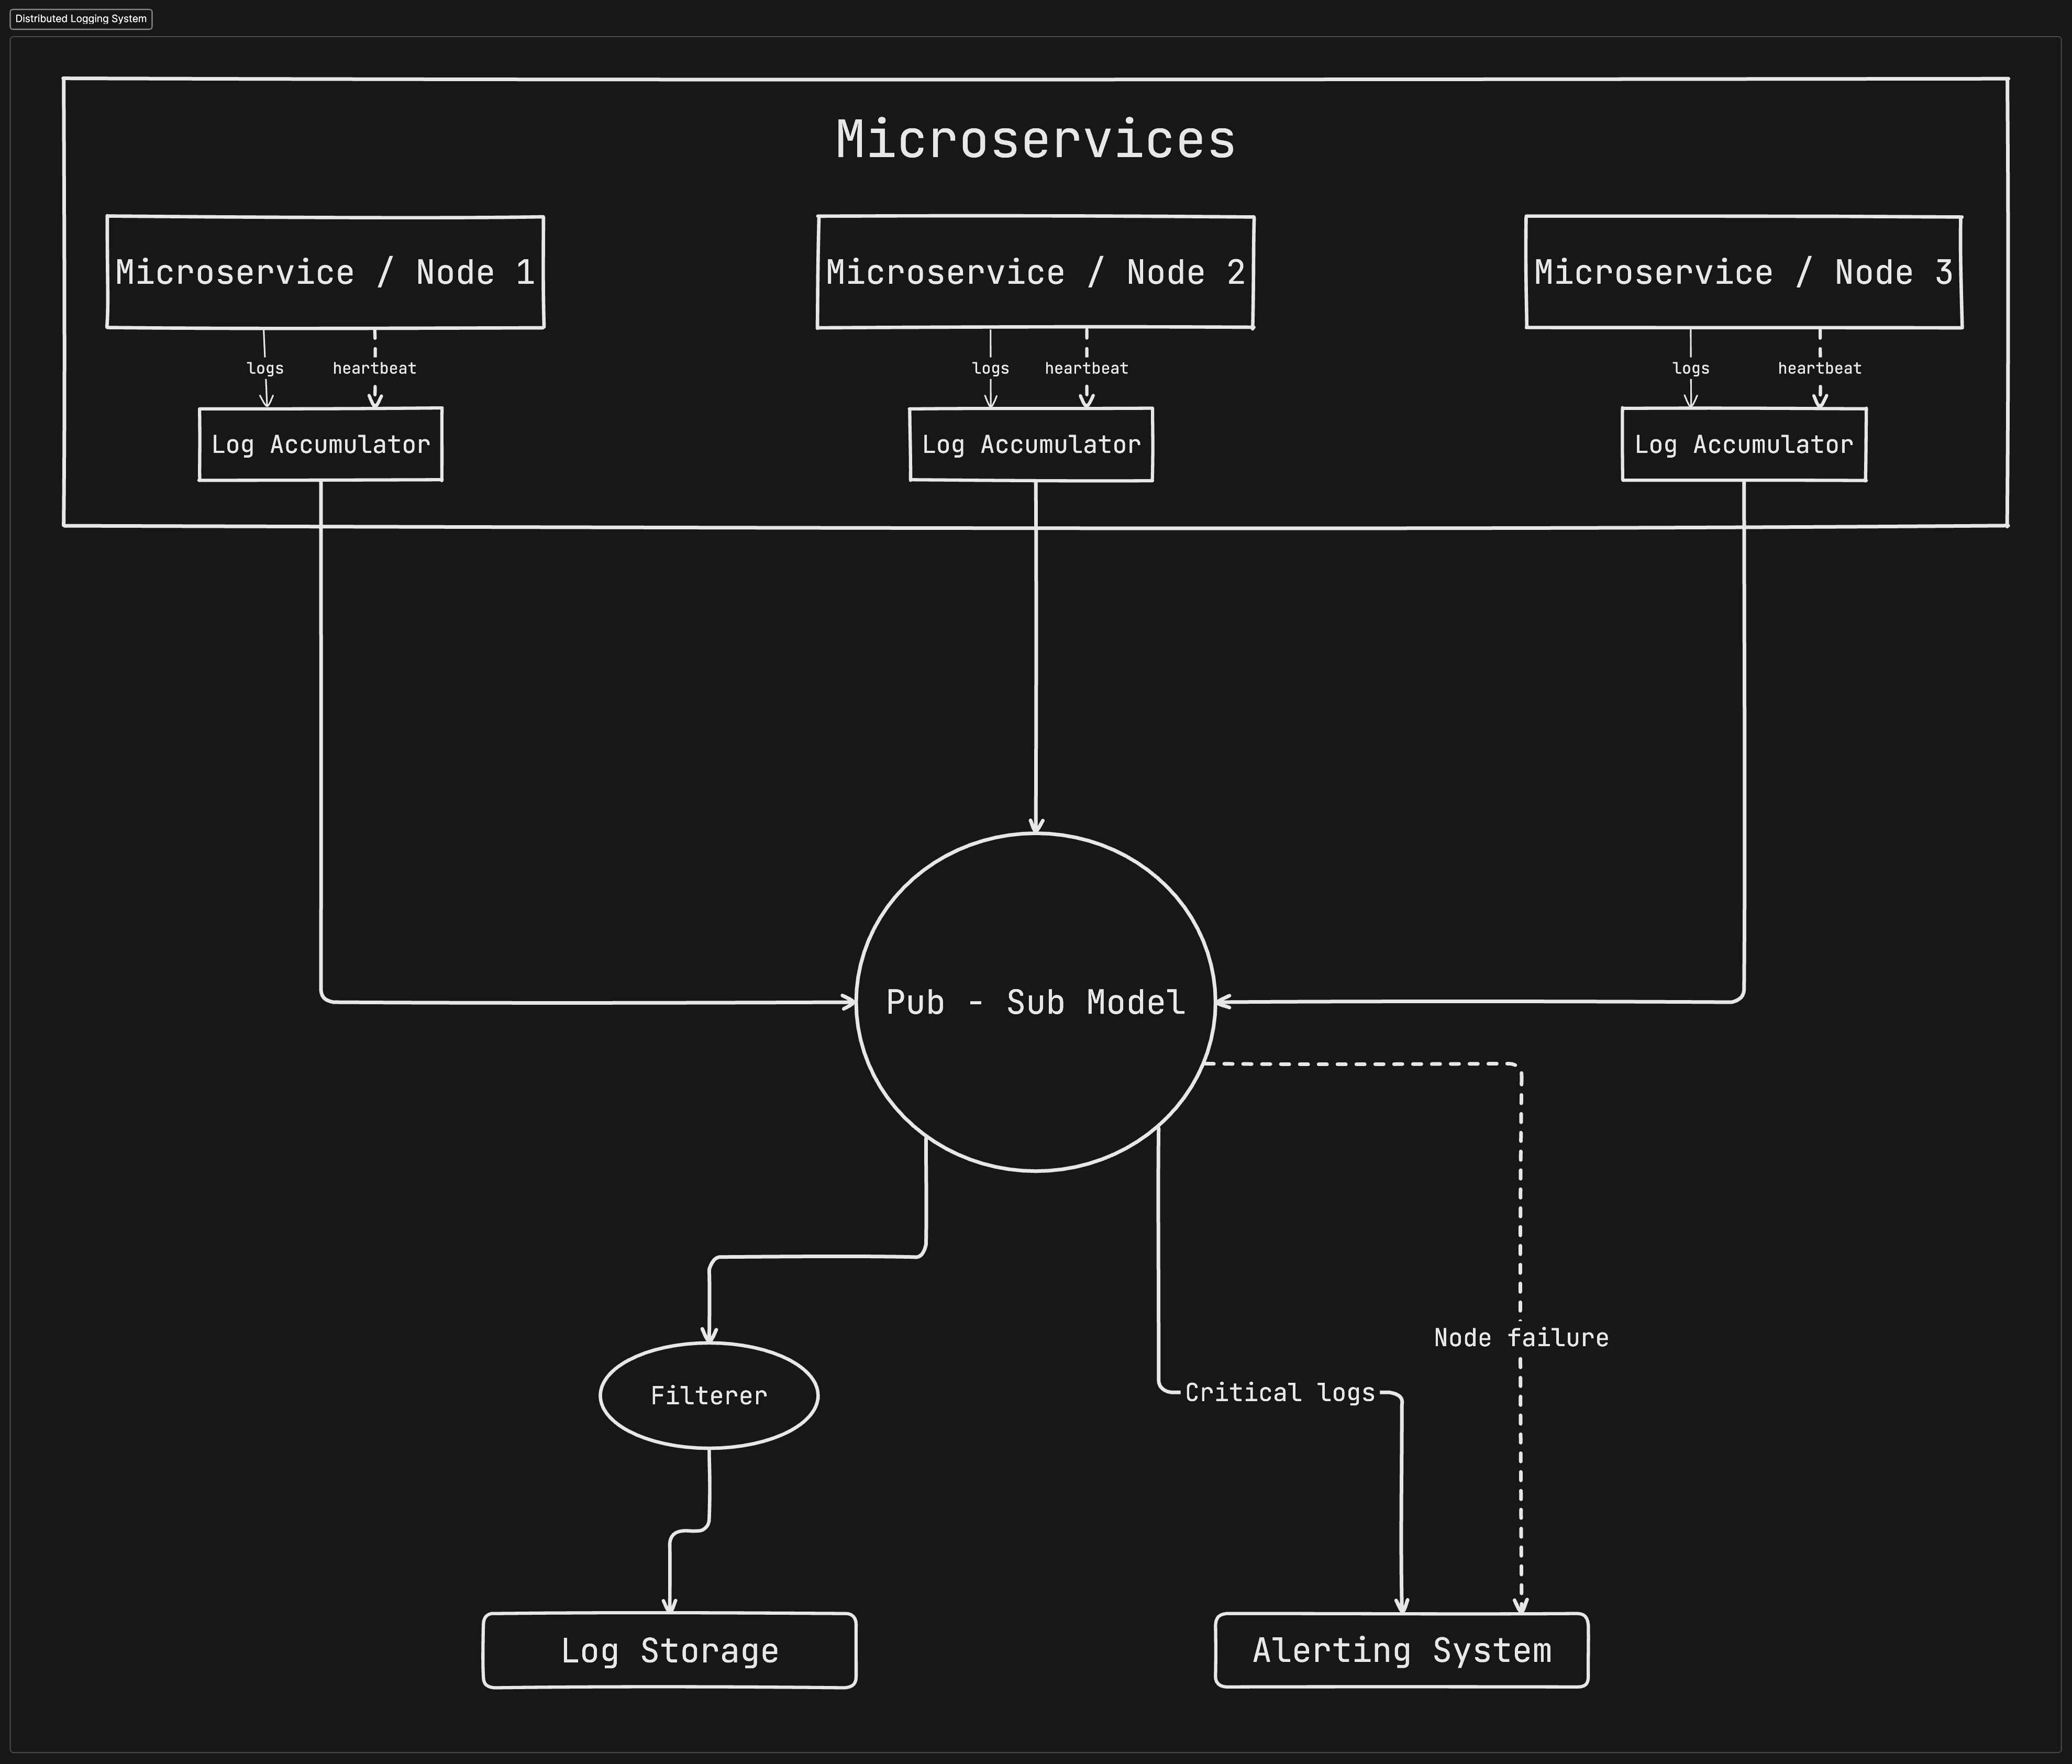 Distributed Logging System
Microservices
Microservice / Node 1
Microservice / Node 2
Microservice / Node 3
logs
heartbeat
logs
heartbeat
logs
heartbeat
Log Accumulator
Log Accumulator
Log Accumulator
Pub - Sub Model
Node failure
Filterer
Critical logs
Log Storage
Alerting System